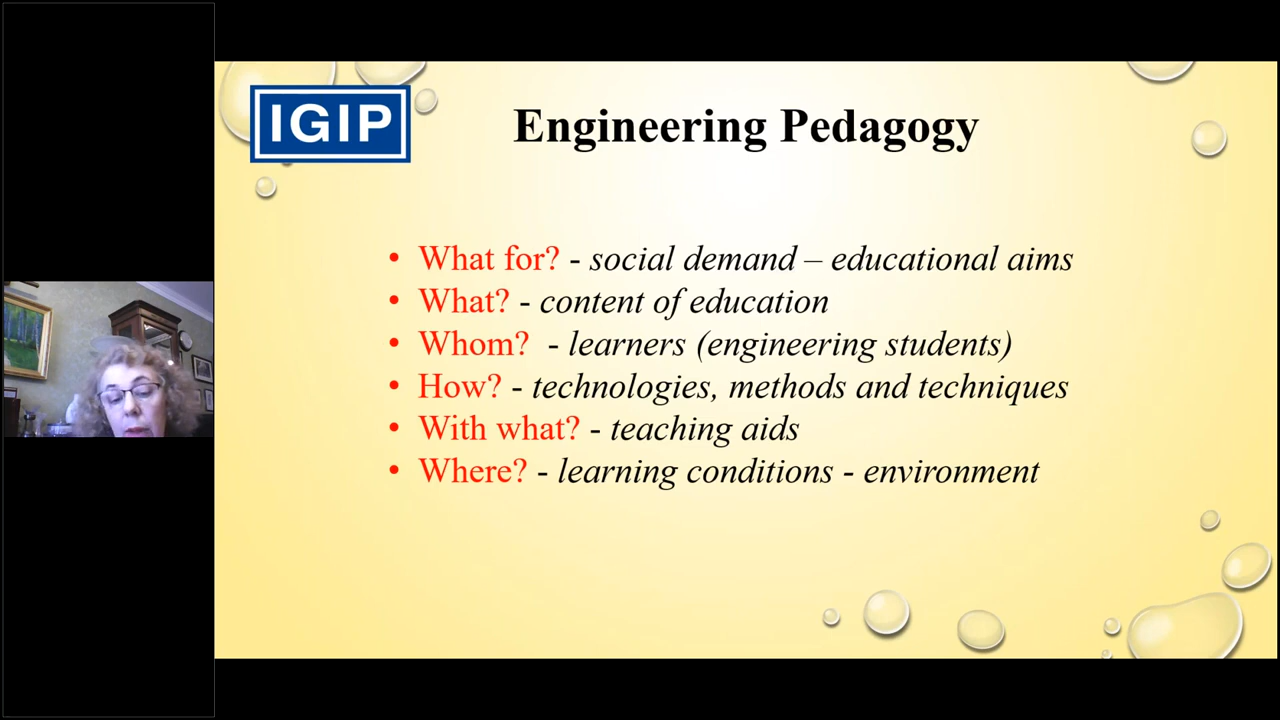 IGIP
Engineering Pedagogy
• What for? - social demand – educational aims
• What? - content of education
• Whom? - learners (engineering students)
• How? - technologies, methods and techniques
• With what? - teaching aids
• Where? - learning conditions - environment